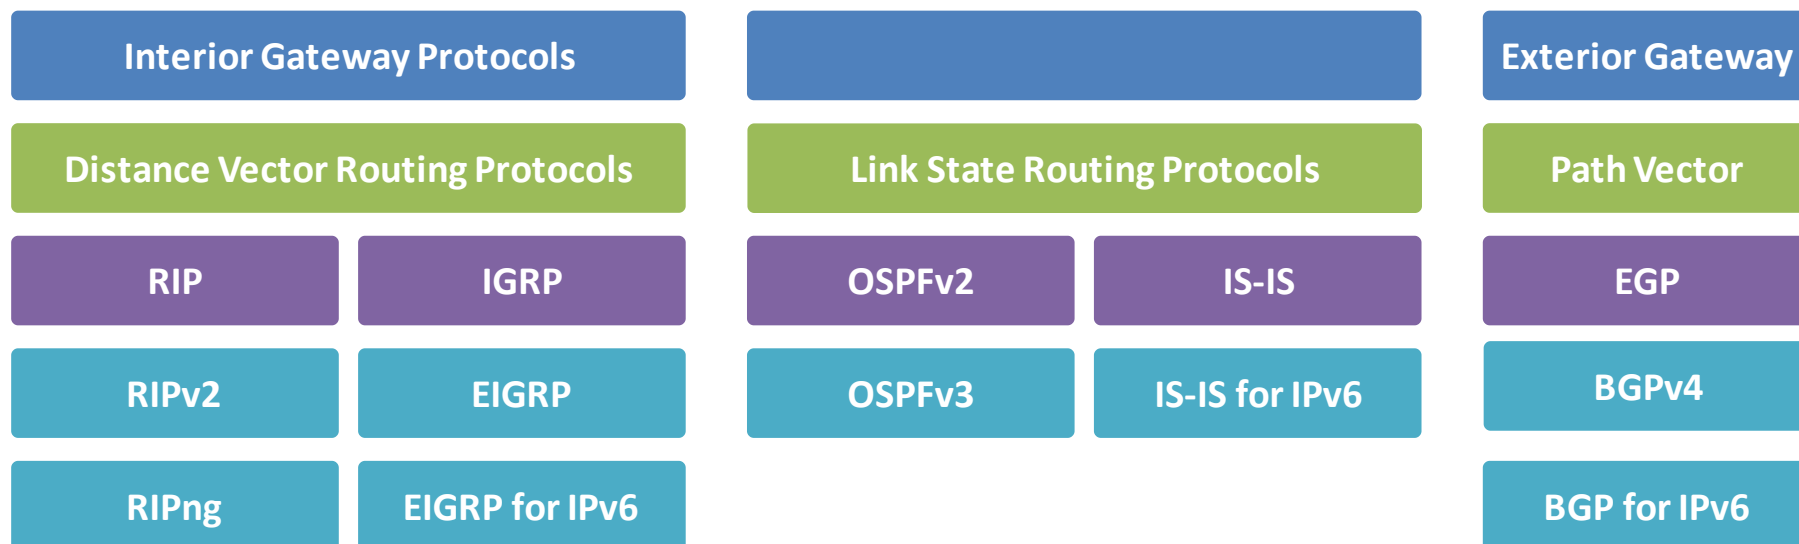 Interior Gateway Protocols
Exterior Gateway
Distance Vector Routing Protocols
Link State Routing Protocols
Path Vector
RIP
IGRP
OSPFv2
IS-IS
EGP
RIPv2
EIGRP
OSPFv3
IS-IS for IPv6
BGPv4
RIPng
EIGRP for IPv6
BGP for IPv6